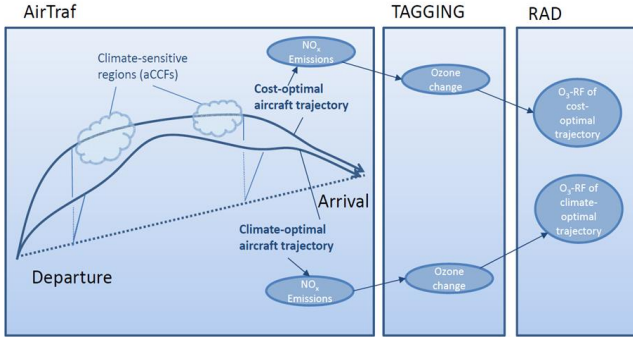 AirTraf
TAGGING
RAD
Climate-sensitive
regions (aCCFs)
NOx
Emissions
Cost-optimal
aircraft trajectory
Ozone
change
O3-RF of
cost-
optimal
trajectory
Arrival
Climate-optimal
aircraft trajectory
O3-RF of
climate-
optimal
trajectory
Departure
NOx
Emissions
Ozone
change